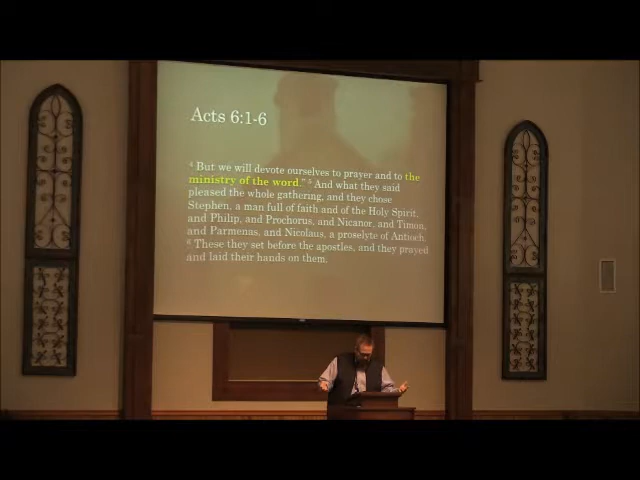 Acts 6:1-6
4 But we will devote ourselves to prayer and to the
ministry of the word." 5 And what they said
pleased the whole gathering, and they chose
Stephen, a man full of faith and of the Holy Spirit,
and Philip, and Prochorus, and Nicanor, and Timon,
and Parmenas, and Nicolaus, a proselyte of Antioch.
6 These they set before the apostles, and they prayed
and laid their hands on them.